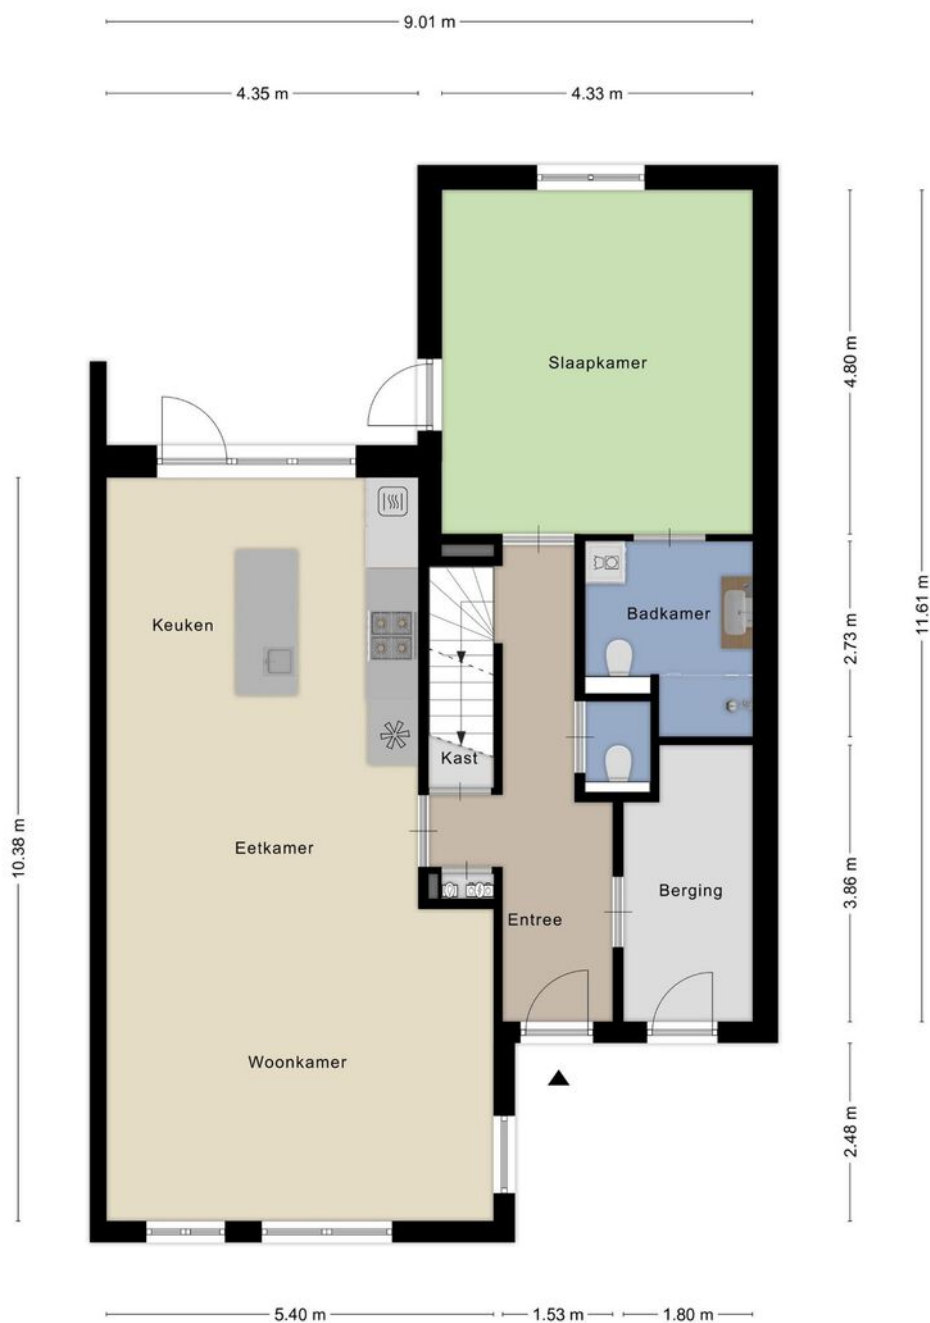 9.01 m
4.35 m
4.33 m
Slaapkamer
4.80 m
11.61 m
Keuken
Badkamer
2.73 m
Kast
10.38 m
Eetkamer
Berging
3.86 m
Entree
Woonkamer
2.48 m
5.40 m
1.53 m
1.80 m